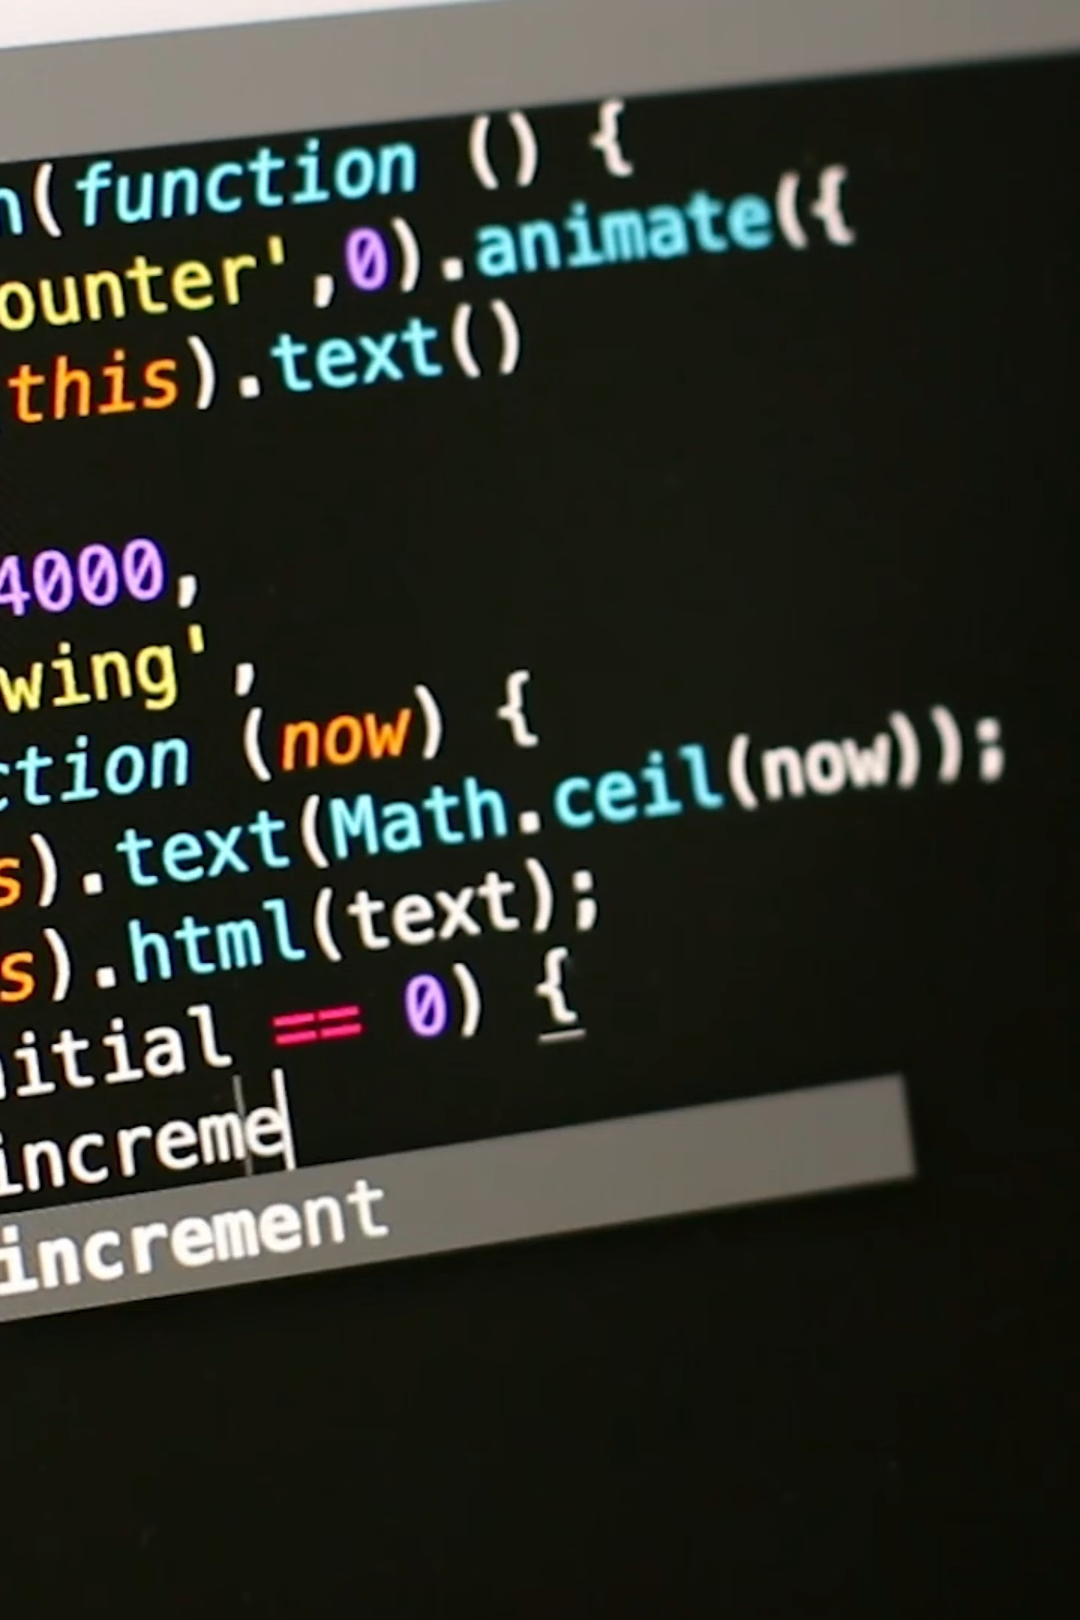 n(function () {
ounter',0).animate({
this).text()
4000,
wing',
ction (now) {
s).text(Math.ceil(now));
s).html(text);
nitial == 0) {
increme
increment